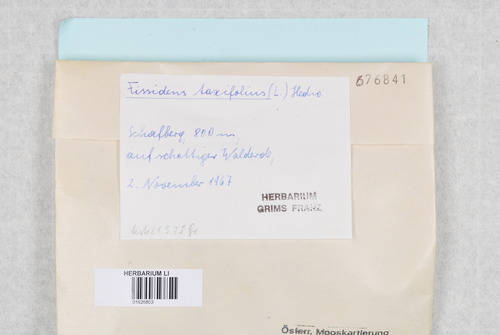 676841
Fissidens taxifolius (L.) Hedw.
Schafberg, 800 m,
auf schattiger Walderde,
2. November 1967
HERBARIUM
GRIMS FRANZ
HERBARIUM LI
01626803
Österr. Mooskartierung